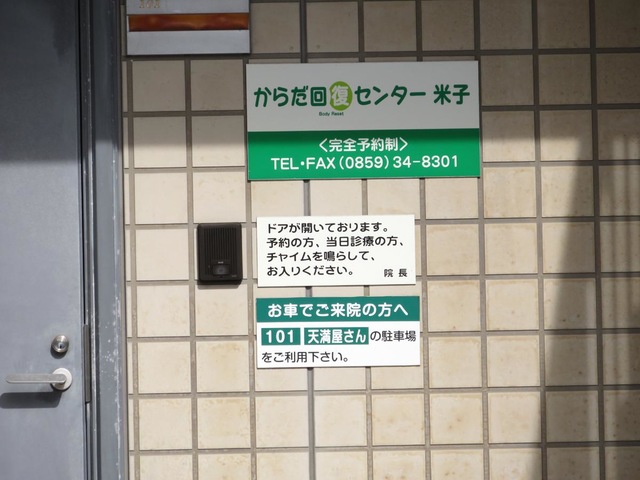 からだ回復センター 米子
Body Reset
〈完全予約制〉
TEL・FAX(0859)34-8301
ドアが開いております。
予約の方、当日診療の方、
チャイムを鳴らして、
お入りください。 院長
お車でご来院の方へ
101 天満屋さんの駐車場
をご利用下さい。